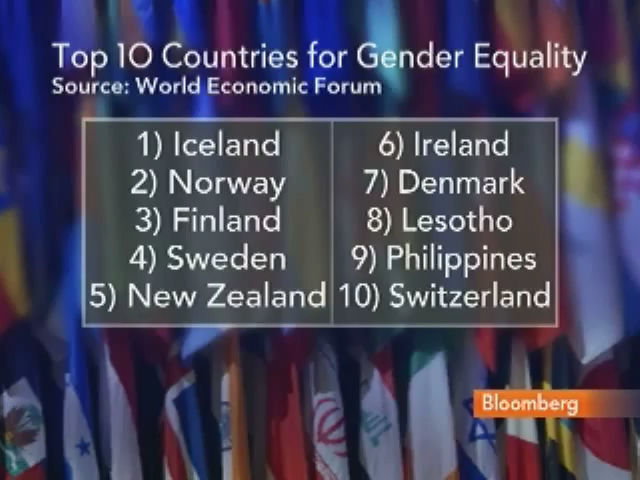 Top 10 Countries for Gender Equality
Source: World Economic Forum
1) Iceland
2) Norway
3) Finland
4) Sweden
5) New Zealand
6) Ireland
7) Denmark
8) Lesotho
9) Philippines
10) Switzerland
Bloomberg